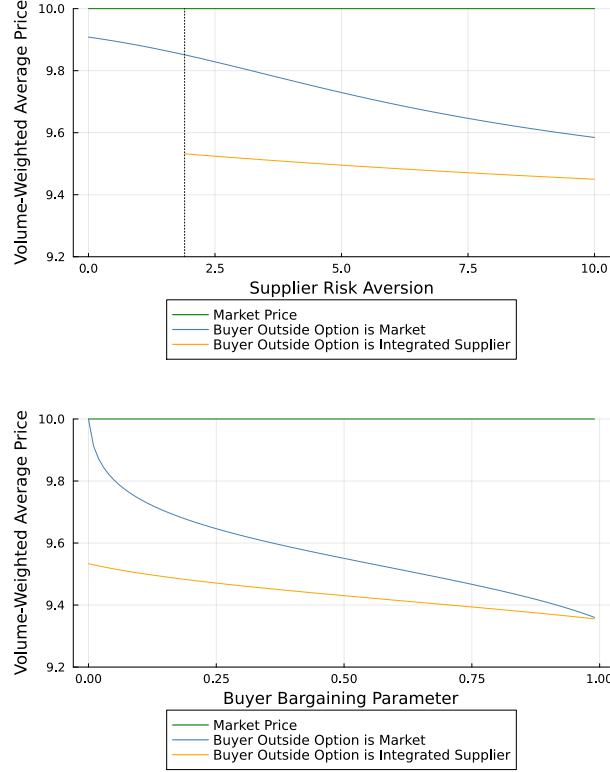 10.0
9.8
9.6
9.4
9.2
Volume-Weighted Average Price
0.0 2.5 5.0 7.5 10.0
Supplier Risk Aversion
Market Price
Buyer Outside Option is Market
Buyer Outside Option is Integrated Supplier
10.0
9.8
9.6
9.4
9.2
Volume-Weighted Average Price
0.00 0.25 0.50 0.75 1.00
Buyer Bargaining Parameter
Market Price
Buyer Outside Option is Market
Buyer Outside Option is Integrated Supplier